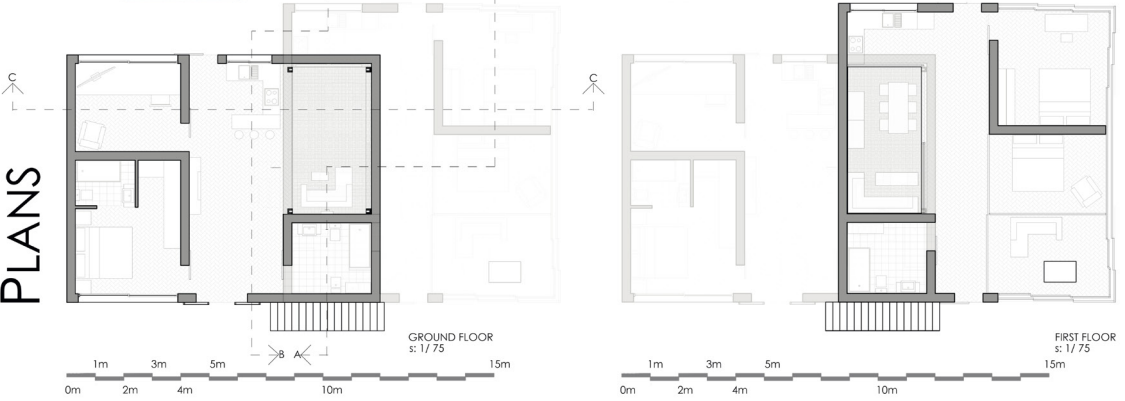 PLANS
C
C
B A
GROUND FLOOR
s: 1/ 75
1m 3m 5m 15m
0m 2m 4m 10m
FIRST FLOOR
s: 1/ 75
1m 3m 5m 15m
0m 2m 4m 10m